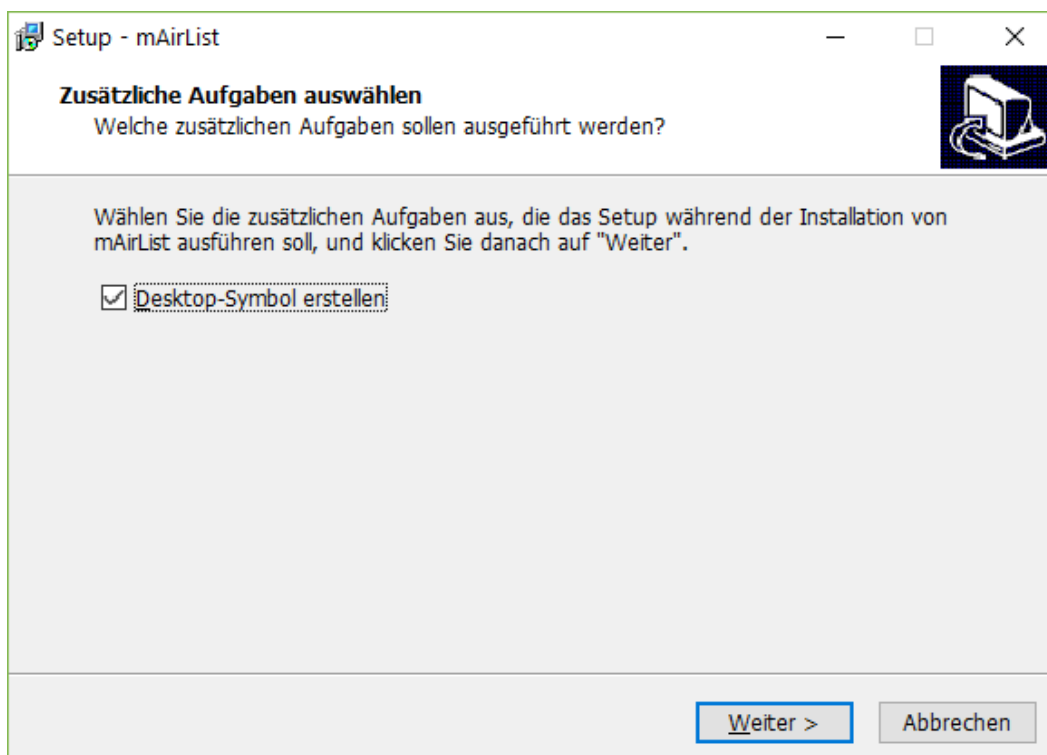 Setup - mAirList
Zusätzliche Aufgaben auswählen
Welche zusätzlichen Aufgaben sollen ausgeführt werden?
Wählen Sie die zusätzlichen Aufgaben aus, die das Setup während der Installation von
mAirList ausführen soll, und klicken Sie danach auf "Weiter".
Desktop-Symbol erstellen
Weiter >
Abbrechen